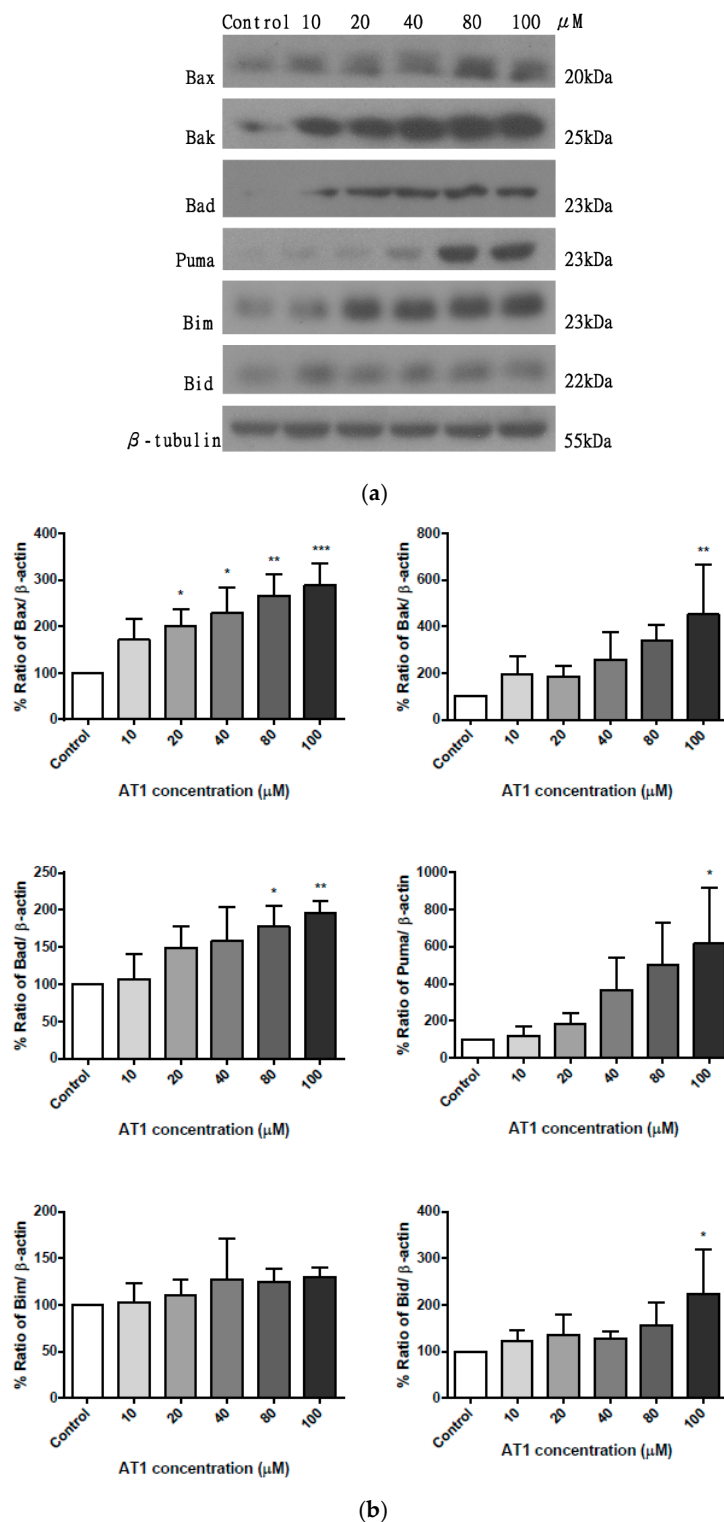 Control 10 20 40 80 100 μM
Bax 20kDa
Bak 25kDa
Bad 23kDa
Puma 23kDa
Bim 23kDa
Bid 22kDa
β-tubulin 55kDa
(a)
% Ratio of Bax/ β-actin
400
300
200
100
0
* * ** ***
Control 10 20 40 80 100
AT1 concentration (μM)
% Ratio of Bak/ β-actin
800
600
400
200
0
**
Control 10 20 40 80 100
AT1 concentration (μM)
% Ratio of Bad/ β-actin
250
200
150
100
50
0
* **
Control 10 20 40 80 100
AT1 concentration (μM)
% Ratio of Puma/ β-actin
1000
800
600
400
200
0
*
Control 10 20 40 80 100
AT1 concentration (μM)
% Ratio of Bim/ β-actin
200
150
100
50
0
Control 10 20 40 80 100
AT1 concentration (μM)
% Ratio of Bid/ β-actin
400
300
200
100
0
*
Control 10 20 40 80 100
AT1 concentration (μM)
(b)